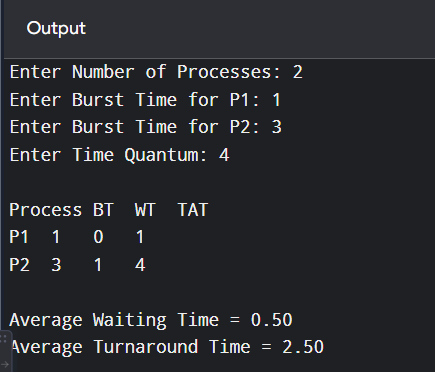 Output
Enter Number of Processes: 2
Enter Burst Time for P1: 1
Enter Burst Time for P2: 3
Enter Time Quantum: 4
Process BT WT TAT
P1 1 0 1
P2 3 1 4
Average Waiting Time = 0.50
Average Turnaround Time = 2.50